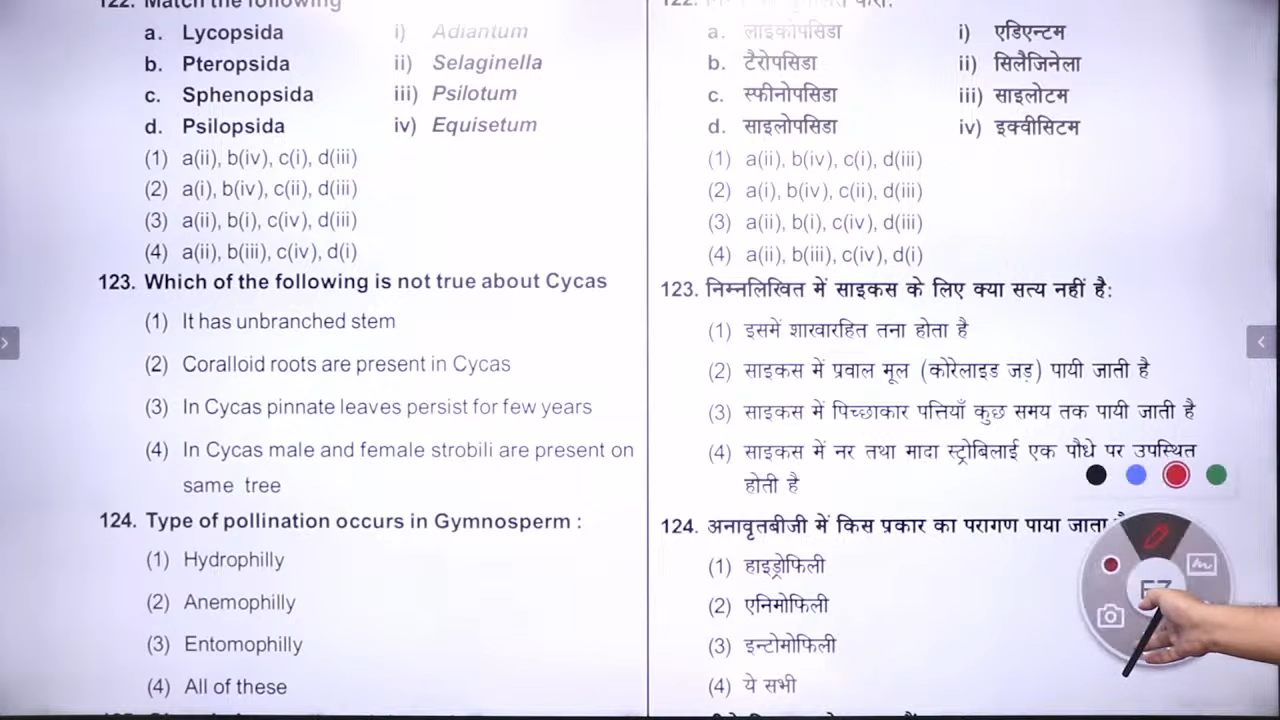 122. Match the following
a. Lycopsida i) Adiantum
b. Pteropsida ii) Selaginella
c. Sphenopsida iii) Psilotum
d. Psilopsida iv) Equisetum
(1) a(ii), b(iv), c(i), d(iii)
(2) a(i), b(iv), c(ii), d(iii)
(3) a(ii), b(i), c(iv), d(iii)
(4) a(ii), b(iii), c(iv), d(i)
123. Which of the following is not true about Cycas
(1) It has unbranched stem
(2) Coralloid roots are present in Cycas
(3) In Cycas pinnate leaves persist for few years
(4) In Cycas male and female strobili are present on
same tree
124. Type of pollination occurs in Gymnosperm :
(1) Hydrophilly
(2) Anemophilly
(3) Entomophilly
(4) All of these
122.
a. लाइकोपसिडा i) एडिएन्टम
b. टैरोपसिडा ii) सिलैजिनेला
c. स्फीनोपसिडा iii) साइलोटम
d. साइलोपसिडा iv) इक्वीसिटम
(1) a(ii), b(iv), c(i), d(iii)
(2) a(i), b(iv), c(ii), d(iii)
(3) a(ii), b(i), c(iv), d(iii)
(4) a(ii), b(iii), c(iv), d(i)
123. निम्नलिखित में साइकस के लिए क्या सत्य नहीं है:
(1) इसमें शाखारहित तना होता है
(2) साइकस में प्रवाल मूल (कोरेलाइड जड़) पायी जाती है
(3) साइकस में पिच्छाकार पत्तियाँ कुछ समय तक पायी जाती है
(4) साइकस में नर तथा मादा स्ट्रोबिलाई एक पौधे पर उपस्थित
होती है
124. अनावृतबीजी में किस प्रकार का परागण पाया जाता
(1) हाइड्रोफिली
(2) एनिमोफिली
(3) इन्टोमोफिली
(4) ये सभी